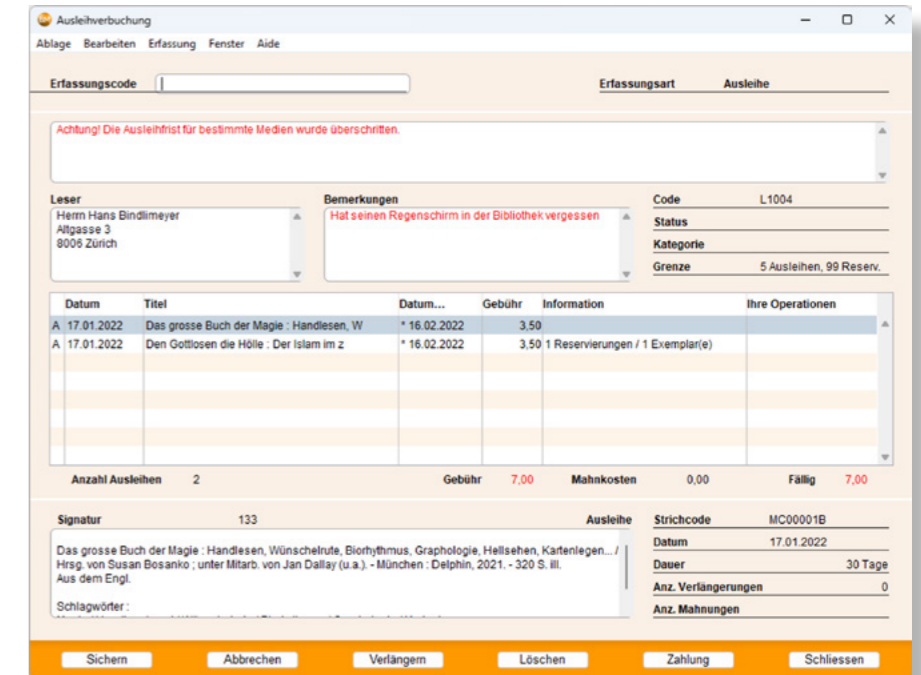 Ausleihverbuchung
Ablage Bearbeiten Erfassung Fenster Aide
Erfassungscode Erfassungsart Ausleihe
Achtung! Die Ausleihfrist für bestimmte Medien wurde überschritten.
Leser Bemerkungen Code L1004
Herrn Hans Bindlimeyer Hat seinen Regenschirm in der Bibliothek vergessen
Altgasse 3 Status
8006 Zürich Kategorie
Grenze 5 Ausleihen, 99 Reserv.
Datum Titel Datum... Gebühr Information Ihre Operationen
A 17.01.2022 Das grosse Buch der Magie : Handlesen, W * 16.02.2022 3,50
A 17.01.2022 Den Gottlosen die Hölle : Der Islam im z * 16.02.2022 3,50 1 Reservierungen / 1 Exemplar(e)
Anzahl Ausleihen 2 Gebühr 7,00 Mahnkosten 0,00 Fällig 7,00
Signatur 133 Ausleihe Strichcode MC00001B
Datum 17.01.2022
Das grosse Buch der Magie : Handlesen, Wünschelrute, Biorhythmus, Graphologie, Hellsehen, Kartenlegen... /
Hrsg. von Susan Bosanko ; unter Mitarb. von Jan Dallay (u.a.). - München : Delphin, 2021. - 320 S. ill. Dauer 30 Tage
Aus dem Engl.
Anz. Verlängerungen 0
Schlagwörter : Anz. Mahnungen
Sichern Abbrechen Verlängern Löschen Zahlung Schliessen